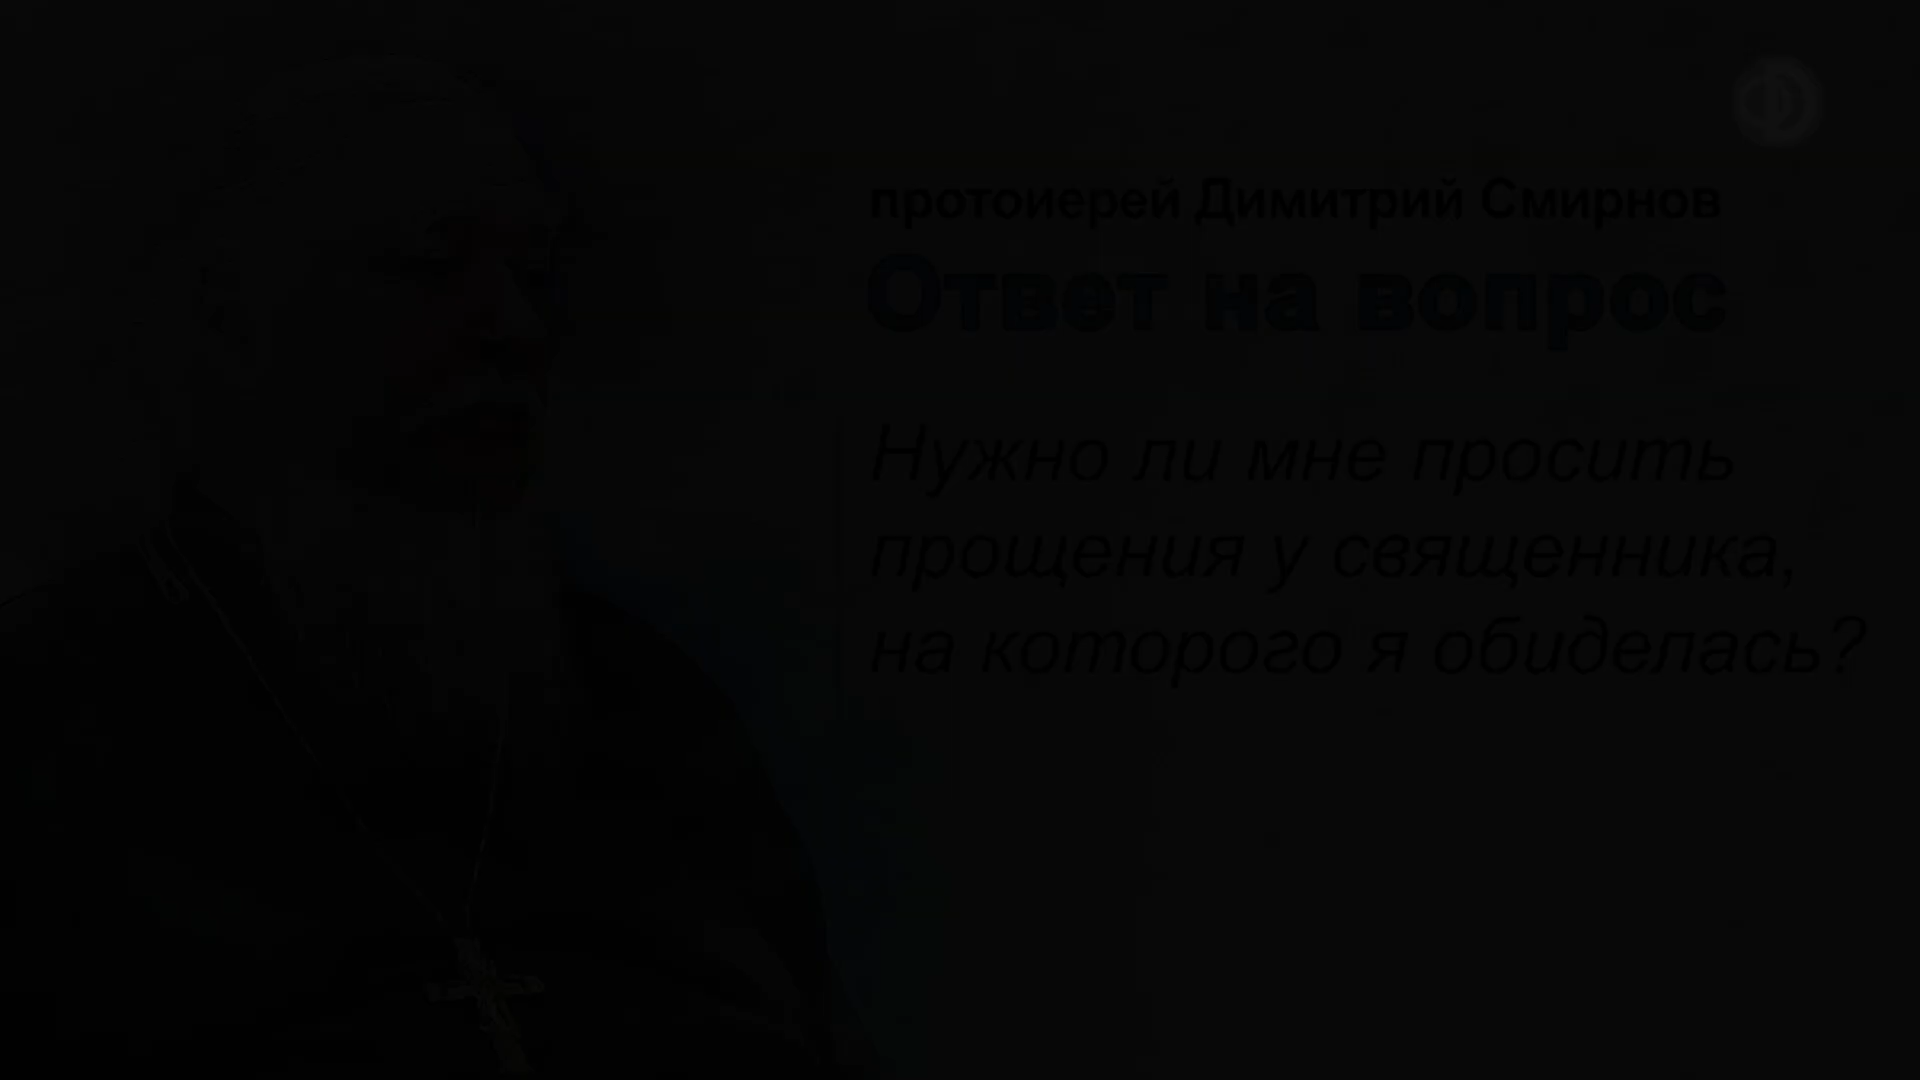 протоиерей Димитрий Смирнов
Ответ на вопрос
Нужно ли мне просить
прощения у священника,
на которого я обиделась?